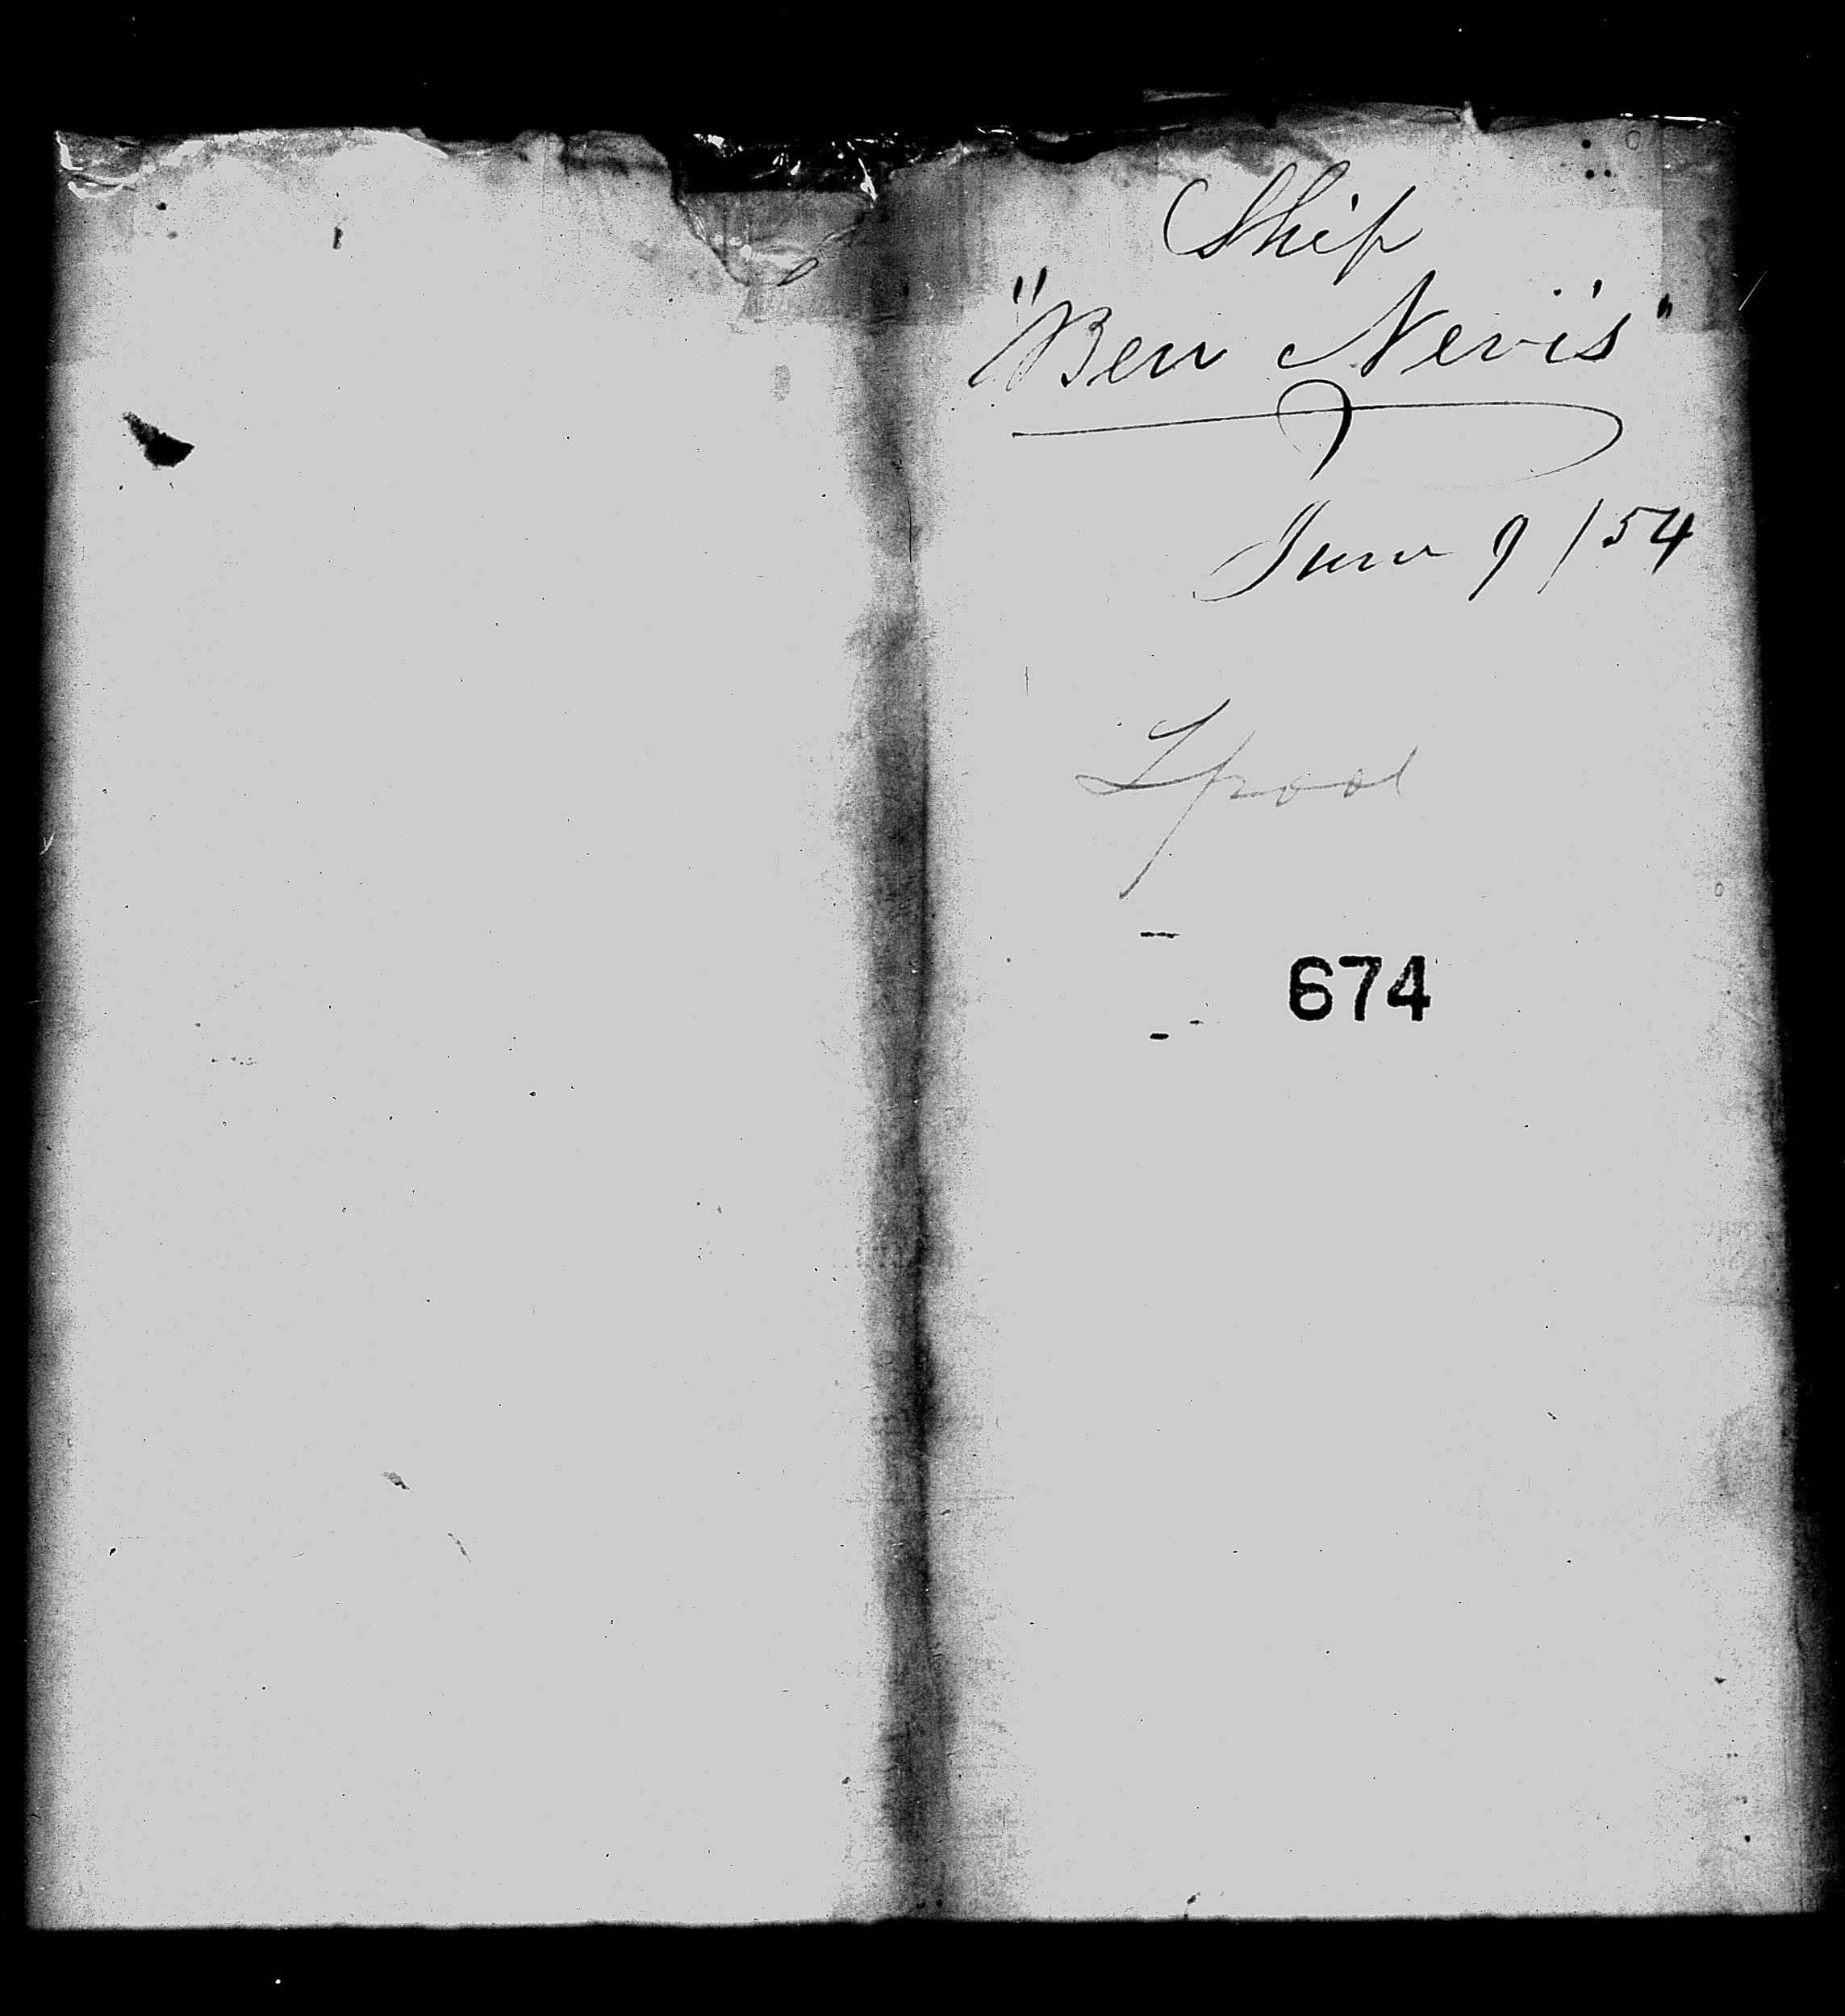 Ship
"Ben Nevis"
June 9/54
Lpool
674